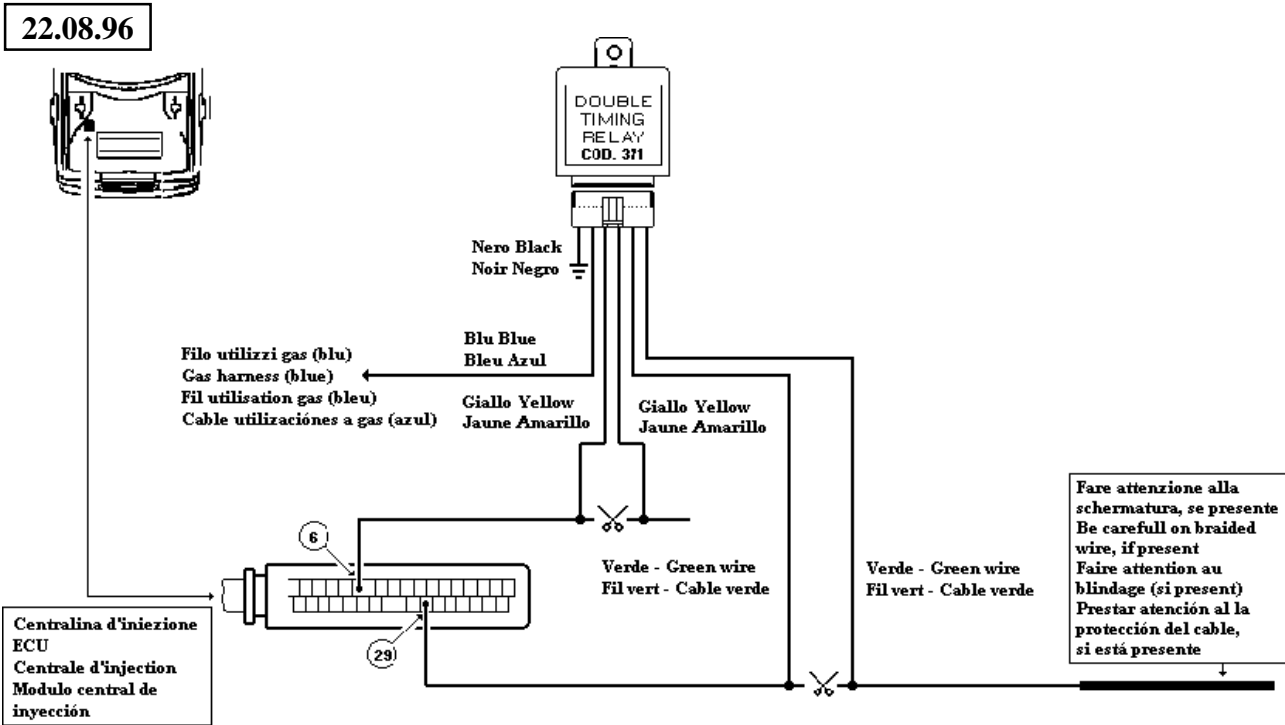 22.08.96
DOUBLE
TIMING
RELAY
COD. 371
Nero Black
Noir Negro
Blu Blue
Bleu Azul
Filo utilizzi gas (blu)
Gas harness (blue)
Fil utilisation gas (bleu)
Cable utilizaciónes a gas (azul)
Giallo Yellow
Jaune Amarillo
Giallo Yellow
Jaune Amarillo
6
Verde - Green wire
Fil vert - Cable verde
Verde - Green wire
Fil vert - Cable verde
Fare attenzione alla
schermatura, se presente
Be carefull on braided
wire, if present
Faire attention au
blindage (si present)
Prestar atención al la
protección del cable,
si está presente
29
Centralina d'iniezione
ECU
Centrale d'injection
Modulo central de
inyección